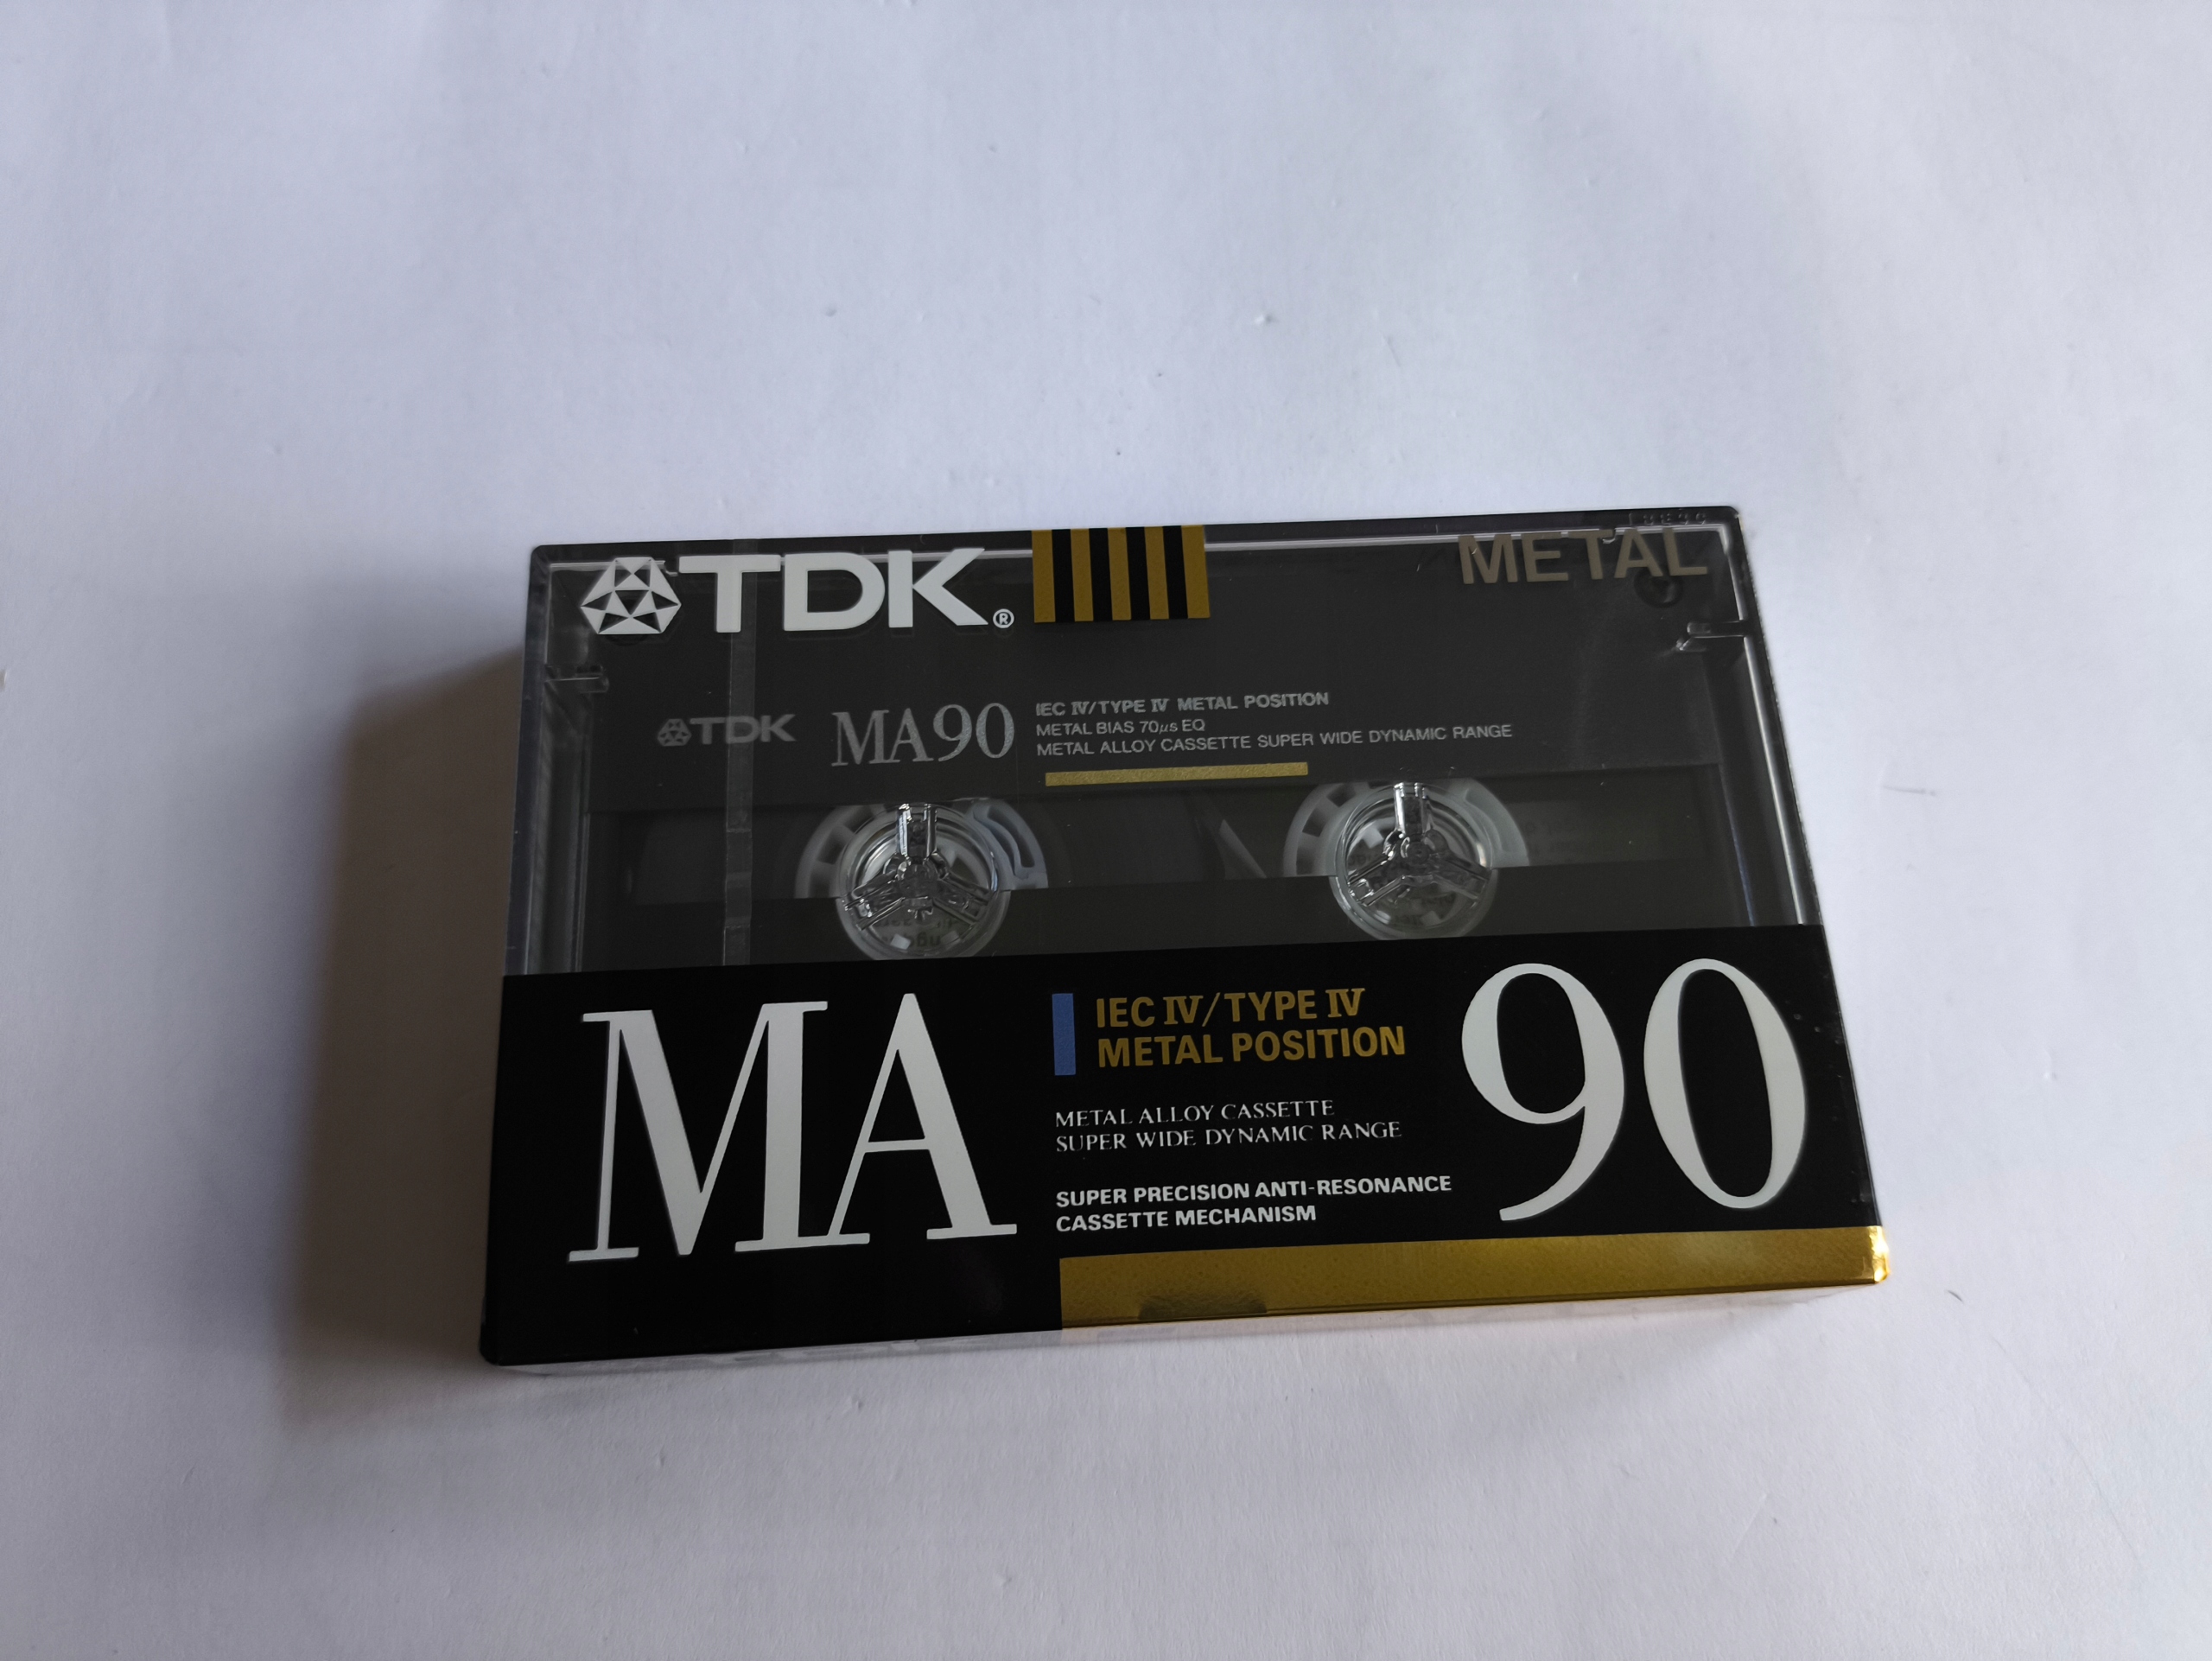 TDK®
METAL
TDK MA90
IEC IV/TYPE IV METAL POSITION
METAL BIAS 70µs EQ
METAL ALLOY CASSETTE SUPER WIDE DYNAMIC RANGE
MA
IEC IV/TYPE IV
METAL POSITION
METAL ALLOY CASSETTE
SUPER WIDE DYNAMIC RANGE
SUPER PRECISION ANTI-RESONANCE
CASSETTE MECHANISM
90